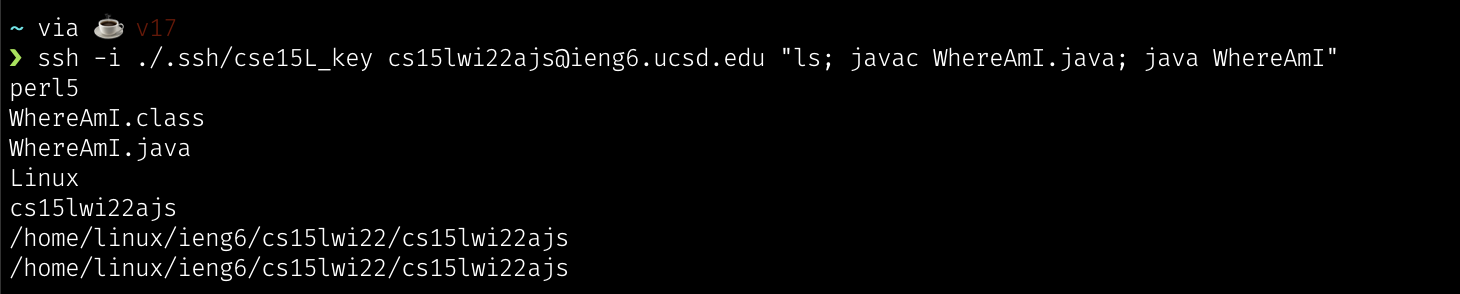 ~ via ☕ v17
❯ ssh -i ./.ssh/cse15L_key cs15lwi22ajs@ieng6.ucsd.edu "ls; javac WhereAmI.java; java WhereAmI"
perl5
WhereAmI.class
WhereAmI.java
Linux
cs15lwi22ajs
/home/linux/ieng6/cs15lwi22/cs15lwi22ajs
/home/linux/ieng6/cs15lwi22/cs15lwi22ajs